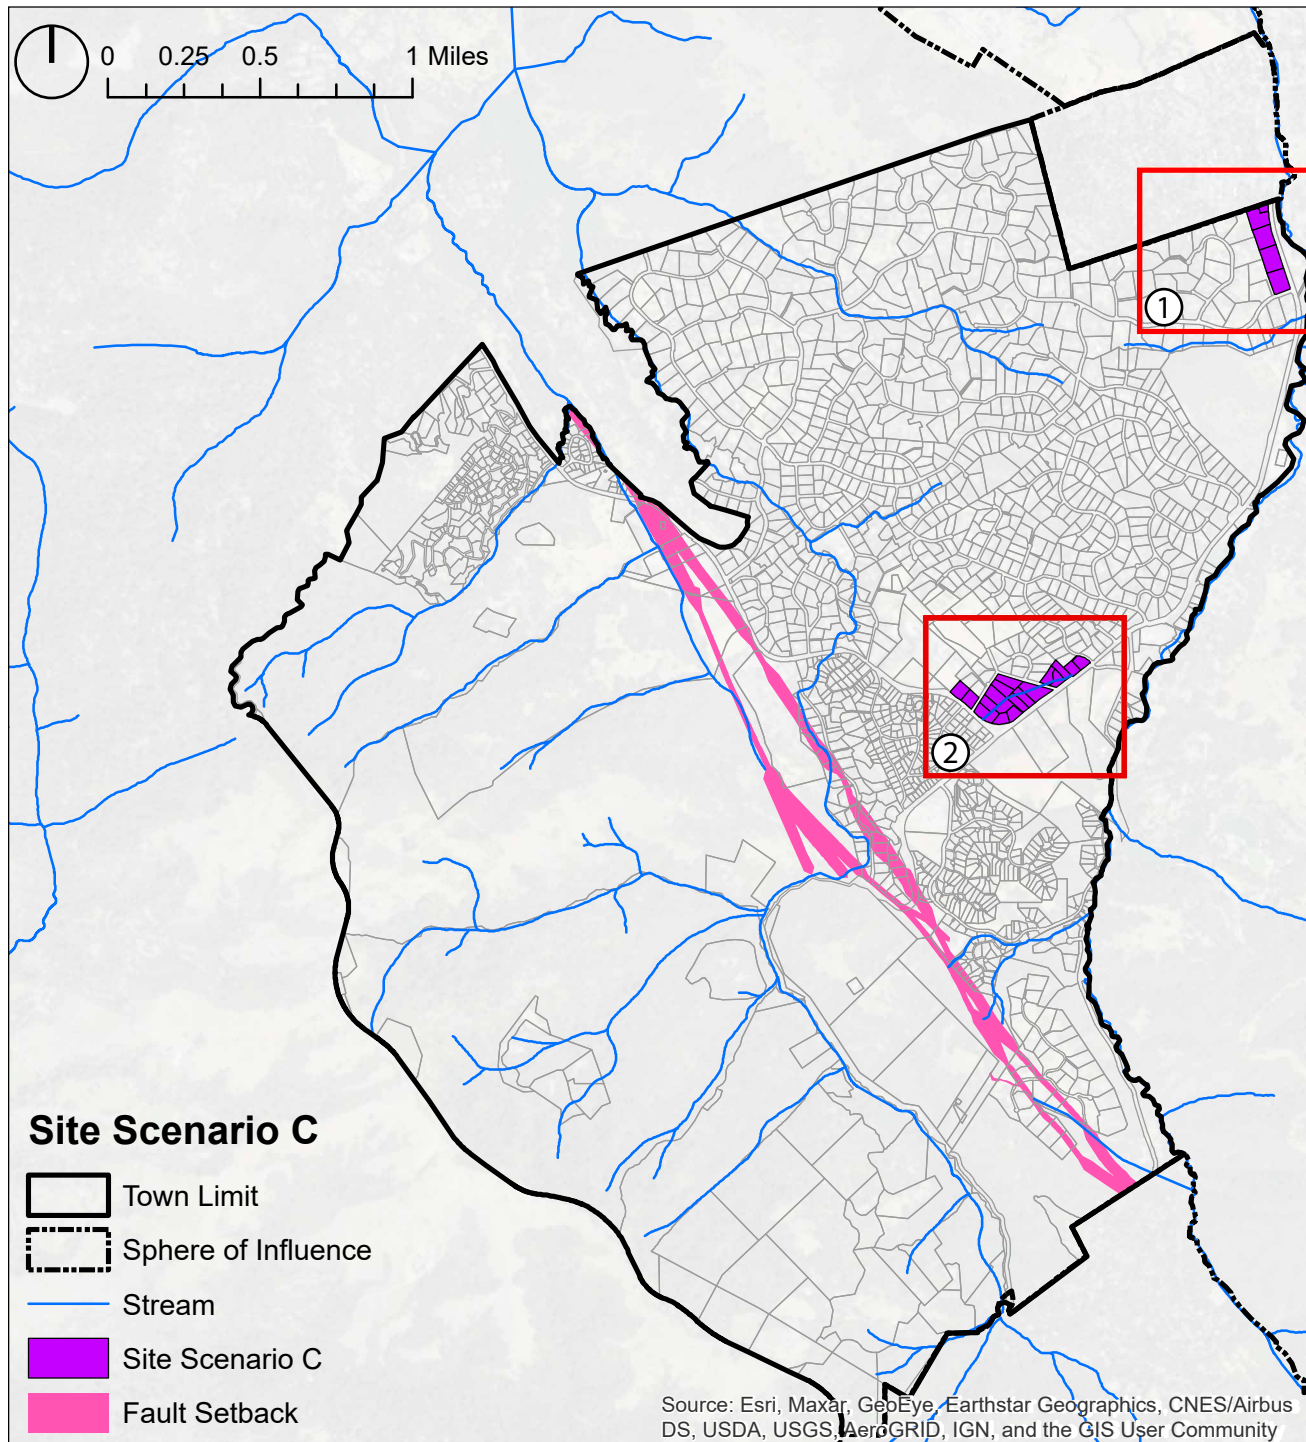 0 0.25 0.5 1 Miles
1
2
Site Scenario C
Town Limit
Sphere of Influence
Stream
Site Scenario C
Fault Setback
Source: Esri, Maxar, GeoEye, Earthstar Geographics, CNES/Airbus
DS, USDA, USGS, AeroGRID, IGN, and the GIS User Community